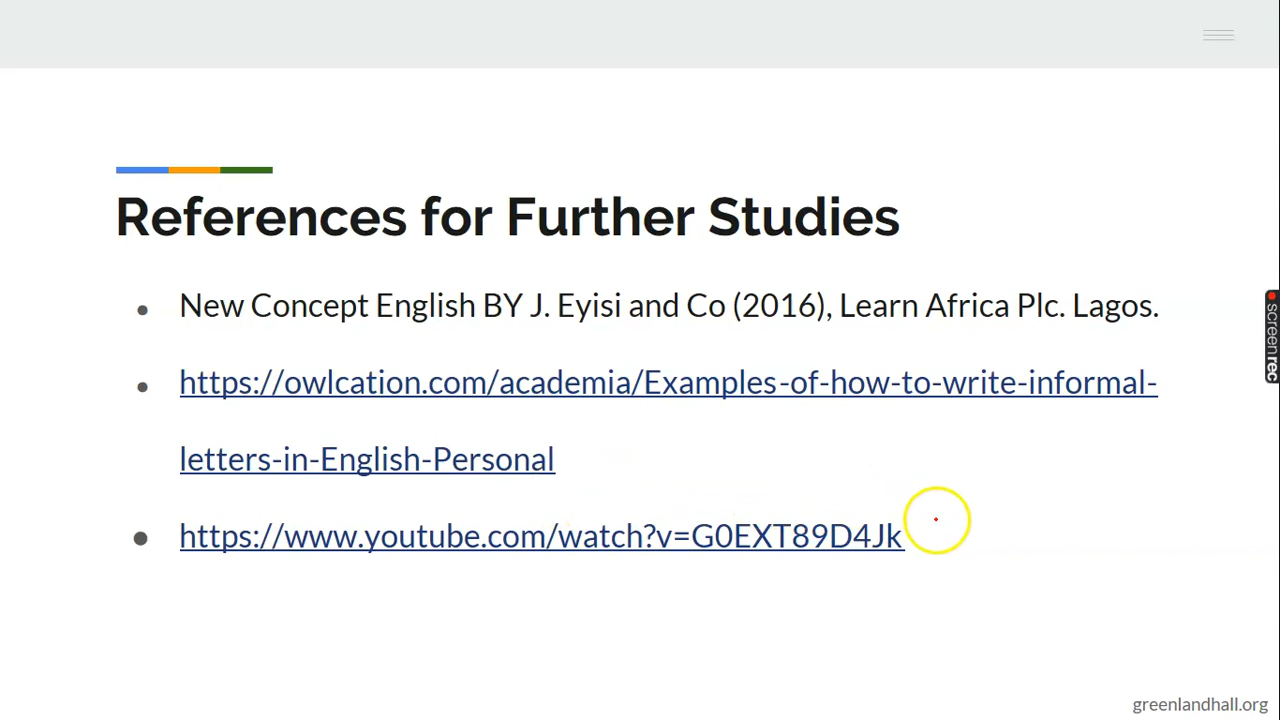 References for Further Studies
New Concept English BY J. Eyisi and Co (2016), Learn Africa Plc. Lagos.
https://owlcation.com/academia/Examples-of-how-to-write-informal-
letters-in-English-Personal
https://www.youtube.com/watch?v=G0EXT89D4Jk
screenrec
greenlandhall.org